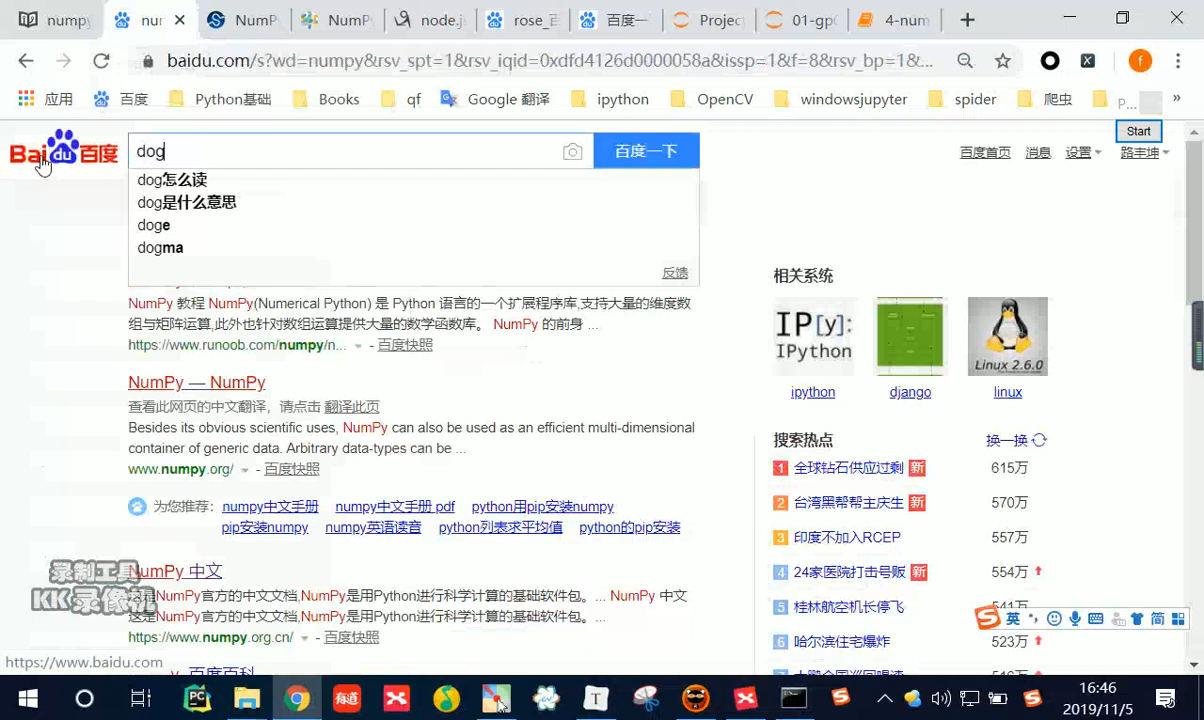 numpy
nur
NumP
NumP
node.j
rose_百
百度一
Projec
01-gp
4-num
baidu.com/s?wd=numpy&rsv_spt=1&rsv_iqid=0xdfd4126d0000058a&issp=1&f=8&rsv_bp=1&...
f
应用
百度
Python基础
Books
qf
Google 翻译
ipython
OpenCV
windowsjupyter
spider
爬虫
P...
»
Start
Bai du 百度
dog
百度一下
百度首页 消息 设置 路丰坤
dog怎么读
dog是什么意思
doge
dogma
反馈
NumPy 教程 NumPy(Numerical Python) 是 Python 语言的一个扩展程序库,支持大量的维度数
组与矩阵运算,此外也针对数组运算提供大量的数学函数库。 NumPy 的前身 ...
https://www.runoob.com/numpy/n... - 百度快照
NumPy — NumPy
查看此网页的中文翻译，请点击 翻译此页
Besides its obvious scientific uses, NumPy can also be used as an efficient multi-dimensional
container of generic data. Arbitrary data-types can be ...
www.numpy.org/ - 百度快照
为您推荐: numpy中文手册 numpy中文手册 pdf python用pip安装numpy
pip安装numpy numpy英语读音 python列表求平均值 python的pip安装
NumPy 中文
这是NumPy官方的中文文档,NumPy是用Python进行科学计算的基础软件包。... NumPy 中文
这是NumPy官方的中文文档,NumPy是用Python进行科学计算的基础软件包。
https://www.numpy.org.cn/ - 百度快照
百度百科
录制工具
KK录像机
https://www.baidu.com
相关系统
IP[y]:
IPython
Linux 2.6.0
ipython
django
linux
搜索热点 换一换
1 全球钻石供应过剩 新 615万
2 台湾黑帮帮主庆生 新 570万
3 印度不加入RCEP 557万
4 24家医院打击号贩 新 554万
5 桂林航空机长停飞 541万
6 哈尔滨住宅爆炸 523万
S 英 简
PC
有道
T
16:46
2019/11/5